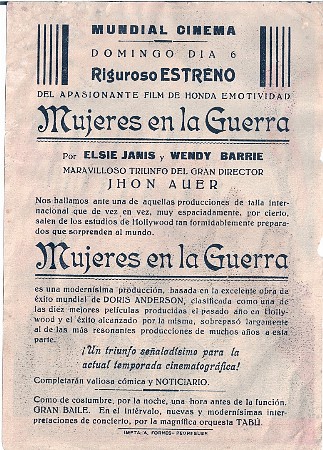 MUNDIAL CINEMA
DOMINGO DIA 6
Riguroso ESTRENO
DEL APASIONANTE FILM DE HONDA EMOTIVIDAD
Mujeres en la Guerra
Por ELSIE JANIS y WENDY BARRIE
MARAVILLOSO TRIUNFO DEL GRAN DIRECTOR
JHON AUER
Nos hallamos ante una de aquellas producciones de talla inter-
nacional que de vez en vez, muy espaciadamente, por cierto,
salen de los estudios de Hollywood tan formidablemente prepara-
dos que sorprenden al mundo.
Mujeres en la Guerra
es una modernísima producción, basada en la excelente obra de
éxito mundial de DORIS ANDERSON, clasificada como una de
las diez mejores películas producidas el pesado año en Holly-
wood y el éxito alcanzado por la misma, sobrepasó largamente
al de las más resonantes producciones de muchos años a esta
parte.
¡Un triunfo señaladísimo para la
actual temporada cinematográfica!
Completarán valiosa cómica y NOTICIARIO.
Como de costumbre, por la noche, una hora antes de la función,
GRAN BAILE. En el intérvalo, nuevas y modernísimas inter-
pretaciones de concierto, por la magnífica orquesta TABÚ.